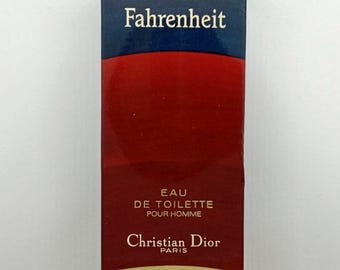 Fahrenheit
EAU
DE TOILETTE
POUR HOMME
Christian Dior
PARIS